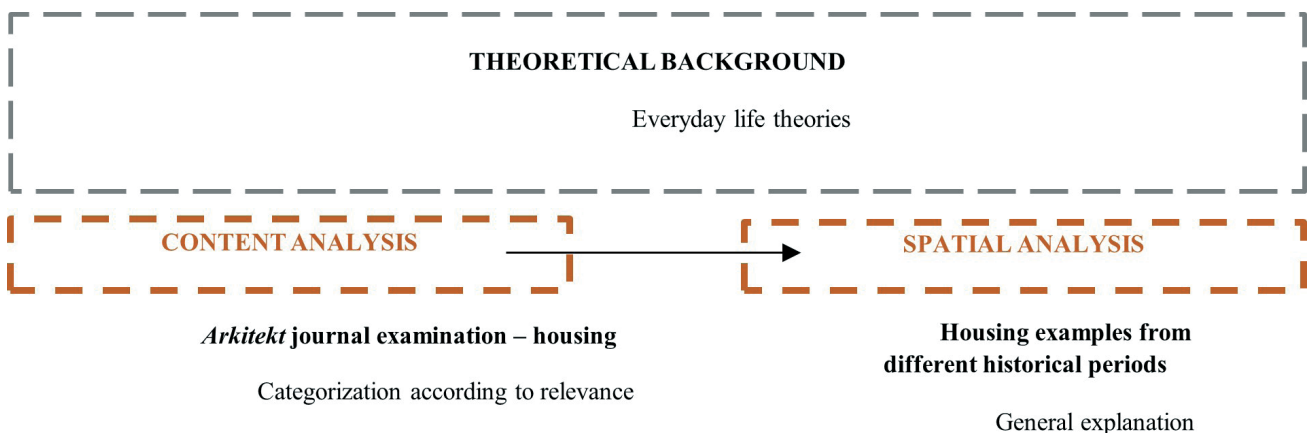 THEORETICAL BACKGROUND
Everyday life theories
CONTENT ANALYSIS
SPATIAL ANALYSIS
Arkitekt journal examination – housing
Categorization according to relevance
Housing examples from
different historical periods
General explanation